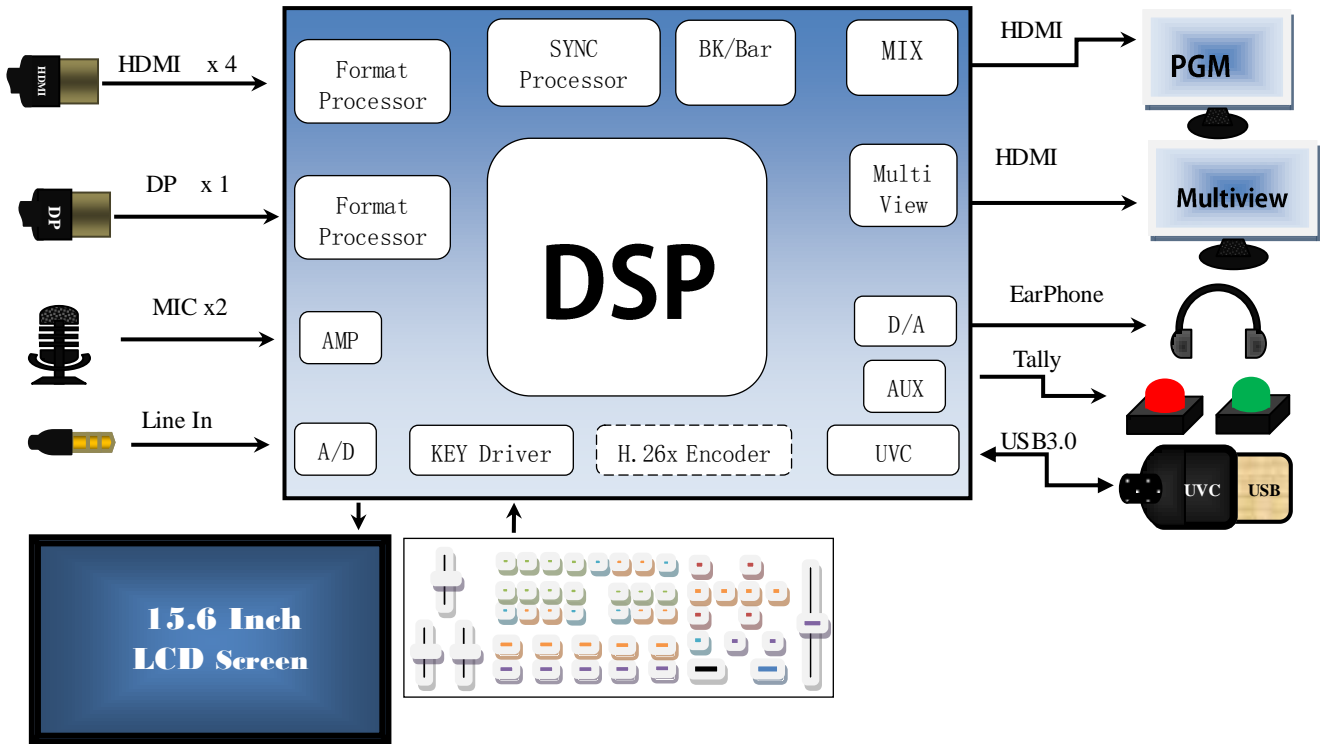 HDMI x 4
HDMI
DP x 1
DP
MIC x2
Line In
Format
Processor
SYNC
Processor
BK/Bar
MIX
Format
Processor
DSP
Multi
View
AMP
D/A
AUX
A/D
KEY Driver
H.26x Encoder
UVC
HDMI
PGM
HDMI
Multiview
EarPhone
Tally
USB3.0
UVC
USB
15.6 Inch
LCD Screen